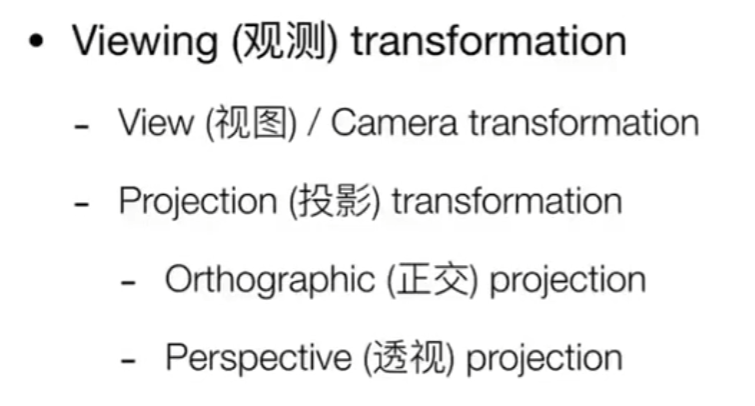 • Viewing (观测) transformation
- View (视图) / Camera transformation
- Projection (投影) transformation
- Orthographic (正交) projection
- Perspective (透视) projection